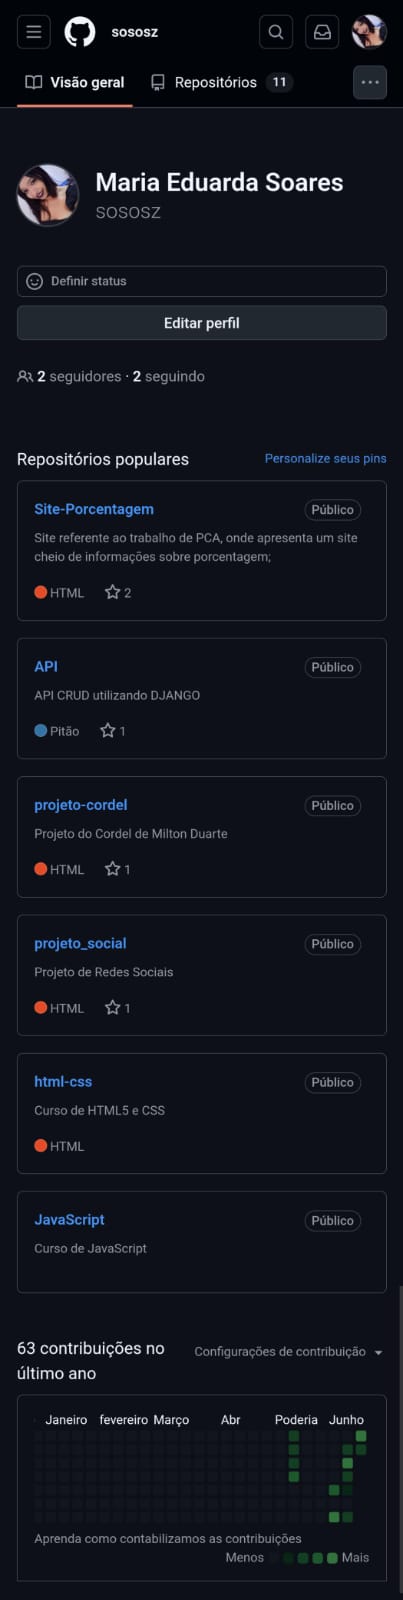 sososz
Visão geral
Repositórios 11
Maria Eduarda Soares
sososz
Definir status
Editar perfil
2 seguidores · 2 seguindo
Repositórios populares
Personalize seus pins
Site-Porcentagem
Público
Site referente ao trabalho de PCA, onde apresenta um site
cheio de informações sobre porcentagem;
HTML 2
API
Público
API CRUD utilizando DJANGO
Pitão 1
projeto-cordel
Público
Projeto do Cordel de Milton Duarte
HTML 1
projeto_social
Público
Projeto de Redes Sociais
HTML 1
html-css
Público
Curso de HTML5 e CSS
HTML
JavaScript
Público
Curso de JavaScript
63 contribuições no
último ano
Configurações de contribuição
Janeiro fevereiro Março Abr Poderia Junho
Aprenda como contabilizamos as contribuições
Menos Mais